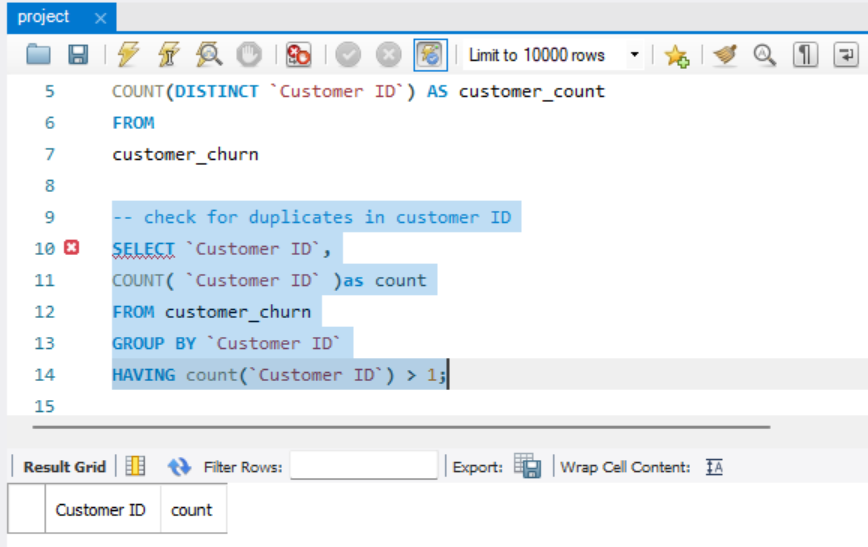 project
Limit to 10000 rows
5 COUNT(DISTINCT `Customer ID`) AS customer_count
6 FROM
7 customer_churn
8
9 -- check for duplicates in customer ID
10 SELECT `Customer ID`,
11 COUNT( `Customer ID` )as count
12 FROM customer_churn
13 GROUP BY `Customer ID`
14 HAVING count(`Customer ID`) > 1;
15
Result Grid Filter Rows: Export: Wrap Cell Content:
Customer ID count